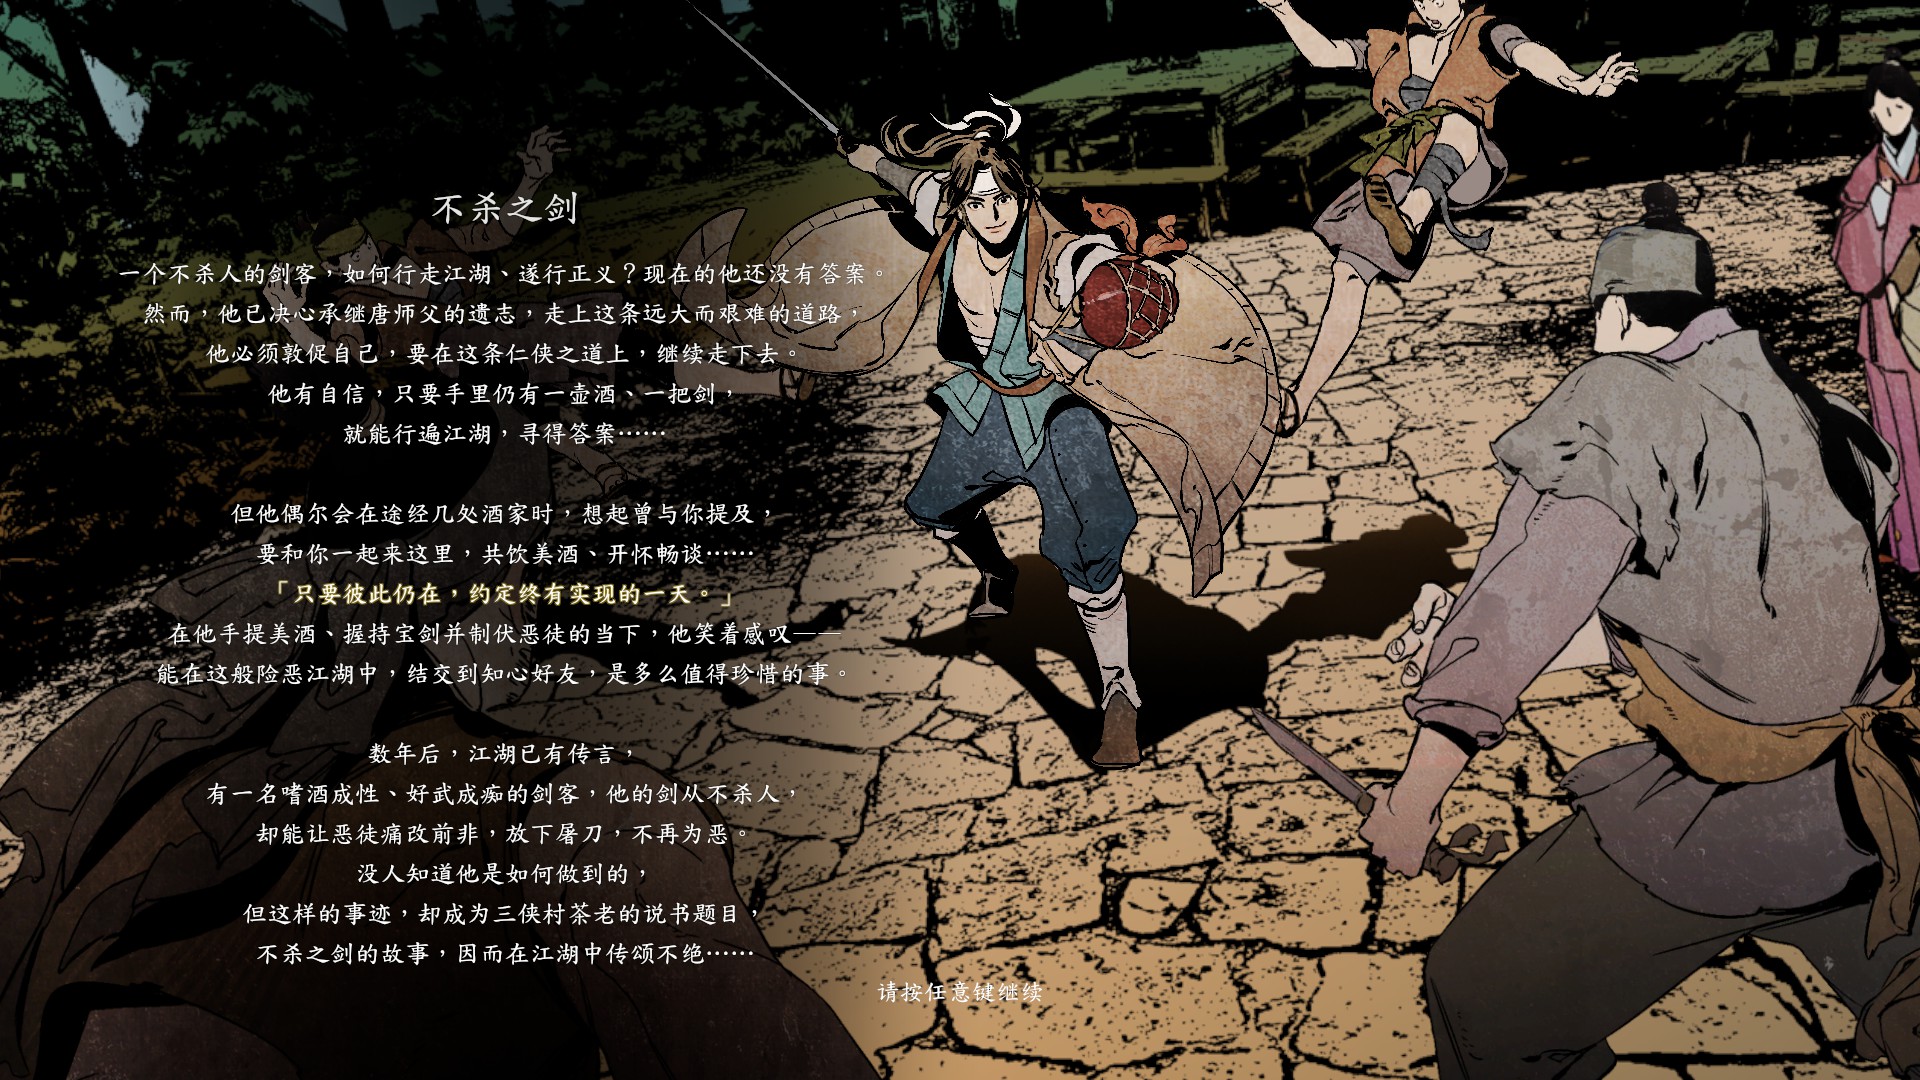 不杀之剑
一个不杀人的剑客，如何行走江湖、遂行正义？现在的他还没有答案。
然而，他已决心承继唐师父的遗志，走上这条远大而艰难的道路，
他必须敦促自己，要在这条仁侠之道上，继续走下去。
他有自信，只要手里仍有一壶酒、一把剑，
就能行遍江湖，寻得答案……
但他偶尔会在途经几处酒家时，想起曾与你提及，
要和你一起来这里，共饮美酒、开怀畅谈……
「只要彼此仍在，约定终有实现的一天。」
在他手提美酒、握持宝剑并制伏恶徒的当下，他笑着感叹——
能在这般险恶江湖中，结交到知心好友，是多么值得珍惜的事。
数年后，江湖已有传言，
有一名嗜酒成性、好武成痴的剑客，他的剑从不杀人，
却能让恶徒痛改前非，放下屠刀，不再为恶。
没人知道他是如何做到的，
但这样的事迹，却成为三侠村茶老的说书题目，
不杀之剑的故事，因而在江湖中传颂不绝……
请按任意键继续